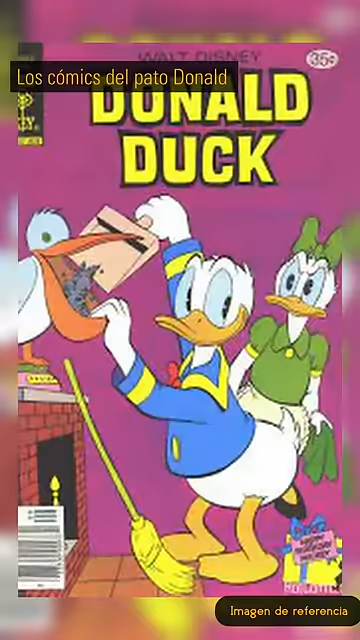 WALT DISNEY
35¢
Los cómics del pato Donald
DONALD
DUCK
Imagen de referencia